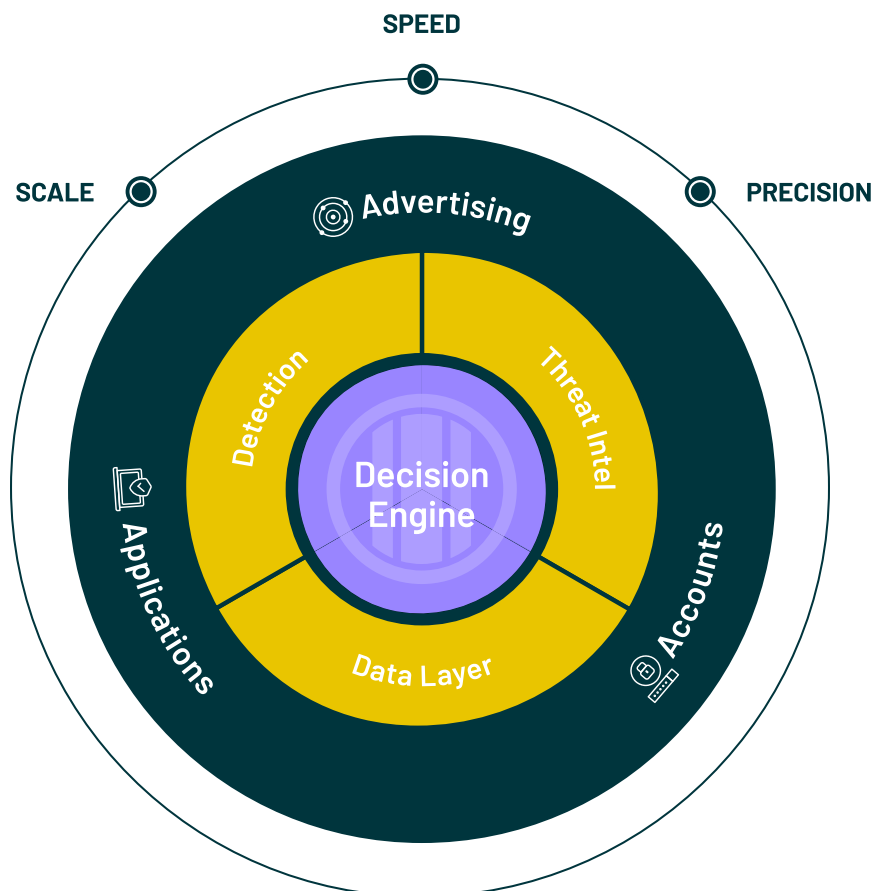 SPEED
SCALE
PRECISION
Advertising
Detection
Threat Intel
Decision
Engine
Applications
Accounts
Data Layer